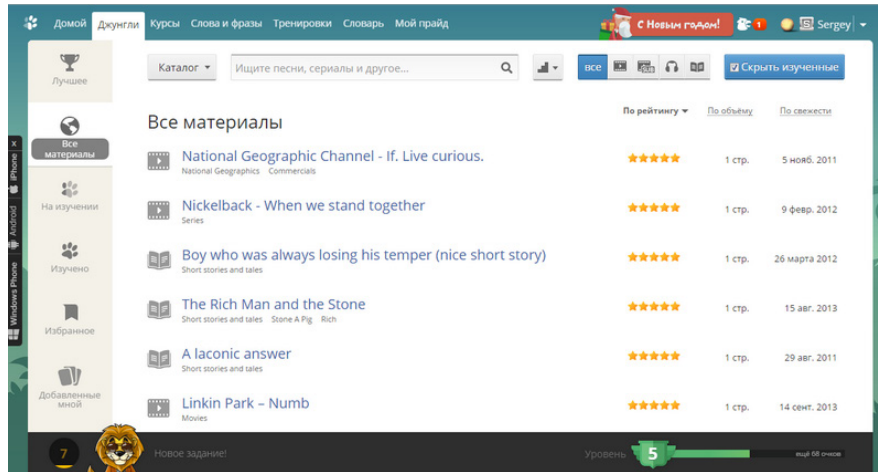 Домой Джунгли Курсы Слова и фразы Тренировки Словарь Мой прайд С Новым годом! 1 S Sergey
Лучшее
Каталог Ищите песни, сериалы и другое... все Скрыть изученные
По рейтингу По объёму По свежести
Все материалы
Все материалы
National Geographic Channel - If. Live curious. 1 стр. 5 нояб. 2011
National Geographics Commercials
На изучении
Nickelback - When we stand together 1 стр. 9 февр. 2012
Series
Изучено
Boy who was always losing his temper (nice short story) 1 стр. 26 марта 2012
Short stories and tales
Избранное
The Rich Man and the Stone 1 стр. 15 авг. 2013
Short stories and tales Stone A Pig Rich
A laconic answer 1 стр. 29 авг. 2011
Short stories and tales
Добавленные
мной
Linkin Park – Numb 1 стр. 14 сент. 2013
Movies
x
iPhone
Android
Windows Phone
7 Новое задание! Уровень 5 ещё 68 очков